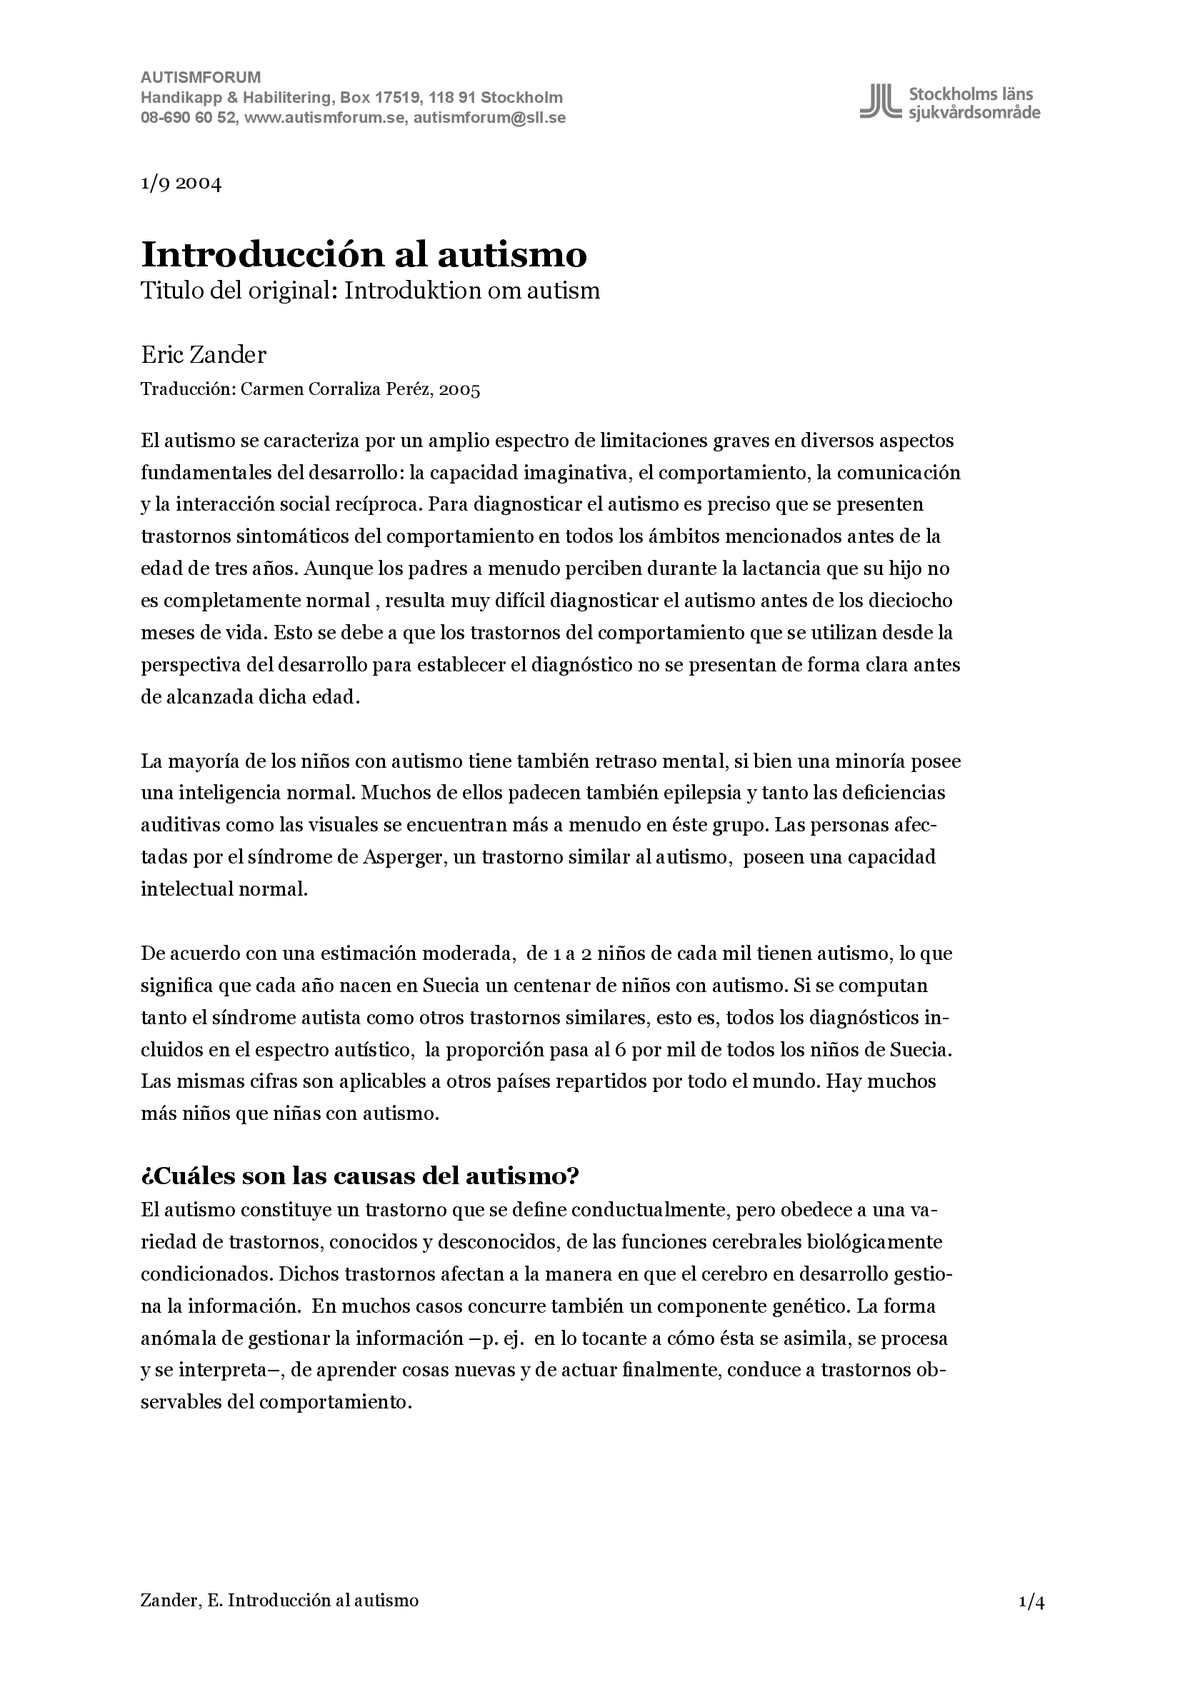 AUTISMFORUM
Handikapp & Habilitering, Box 17519, 118 91 Stockholm
08-690 60 52, www.autismforum.se, autismforum@sll.se
Stockholms läns
sjukvårdsområde
1/9 2004
Introducción al autismo
Titulo del original: Introduktion om autism
Eric Zander
Traducción: Carmen Corraliza Peréz, 2005
El autismo se caracteriza por un amplio espectro de limitaciones graves en diversos aspectos
fundamentales del desarrollo: la capacidad imaginativa, el comportamiento, la comunicación
y la interacción social recíproca. Para diagnosticar el autismo es preciso que se presenten
trastornos sintomáticos del comportamiento en todos los ámbitos mencionados antes de la
edad de tres años. Aunque los padres a menudo perciben durante la lactancia que su hijo no
es completamente normal , resulta muy difícil diagnosticar el autismo antes de los dieciocho
meses de vida. Esto se debe a que los trastornos del comportamiento que se utilizan desde la
perspectiva del desarrollo para establecer el diagnóstico no se presentan de forma clara antes
de alcanzada dicha edad.
La mayoría de los niños con autismo tiene también retraso mental, si bien una minoría posee
una inteligencia normal. Muchos de ellos padecen también epilepsia y tanto las deficiencias
auditivas como las visuales se encuentran más a menudo en éste grupo. Las personas afec-
tadas por el síndrome de Asperger, un trastorno similar al autismo,  poseen una capacidad
intelectual normal.
De acuerdo con una estimación moderada,  de 1 a 2 niños de cada mil tienen autismo, lo que
significa que cada año nacen en Suecia un centenar de niños con autismo. Si se computan
tanto el síndrome autista como otros trastornos similares, esto es, todos los diagnósticos in-
cluidos en el espectro autístico,  la proporción pasa al 6 por mil de todos los niños de Suecia.
Las mismas cifras son aplicables a otros países repartidos por todo el mundo. Hay muchos
más niños que niñas con autismo.
¿Cuáles son las causas del autismo?
El autismo constituye un trastorno que se define conductualmente, pero obedece a una va-
riedad de trastornos, conocidos y desconocidos, de las funciones cerebrales biológicamente
condicionados. Dichos trastornos afectan a la manera en que el cerebro en desarrollo gestio-
na la información.  En muchos casos concurre también un componente genético. La forma
anómala de gestionar la información –p. ej.  en lo tocante a cómo ésta se asimila, se procesa
y se interpreta–, de aprender cosas nuevas y de actuar finalmente, conduce a trastornos ob-
servables del comportamiento.
Zander, E. Introducción al autismo
1/4